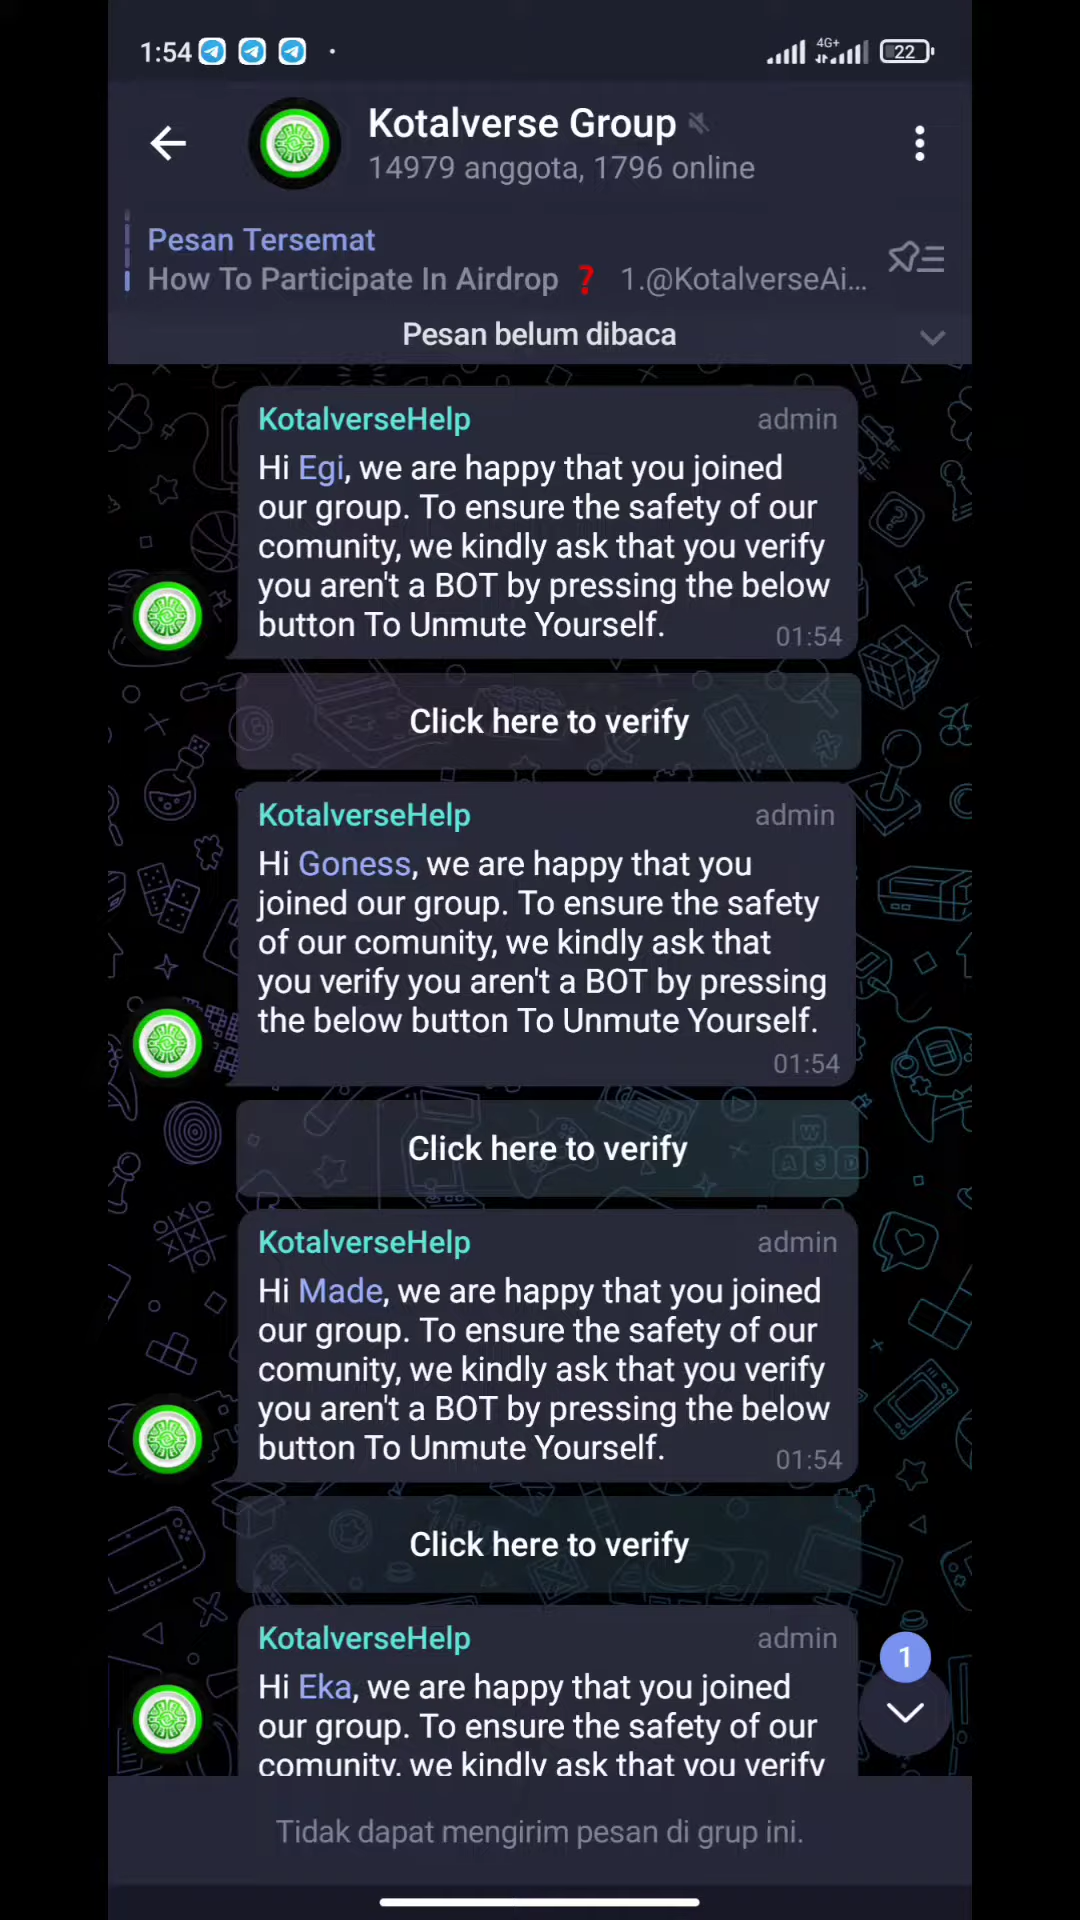 1:54
4G+
22
Kotalverse Group
14979 anggota, 1796 online
Pesan Tersemat
How To Participate In Airdrop ❓ 1.@KotalverseAi...
Pesan belum dibaca
KotalverseHelp admin
Hi Egi, we are happy that you joined
our group. To ensure the safety of our
comunity, we kindly ask that you verify
you aren't a BOT by pressing the below
button To Unmute Yourself.
01:54
Click here to verify
KotalverseHelp admin
Hi Goness, we are happy that you
joined our group. To ensure the safety
of our comunity, we kindly ask that
you verify you aren't a BOT by pressing
the below button To Unmute Yourself.
01:54
Click here to verify
KotalverseHelp admin
Hi Made, we are happy that you joined
our group. To ensure the safety of our
comunity, we kindly ask that you verify
you aren't a BOT by pressing the below
button To Unmute Yourself.
01:54
Click here to verify
KotalverseHelp admin
1
Hi Eka, we are happy that you joined
our group. To ensure the safety of our
comunity, we kindly ask that you verify
Tidak dapat mengirim pesan di grup ini.